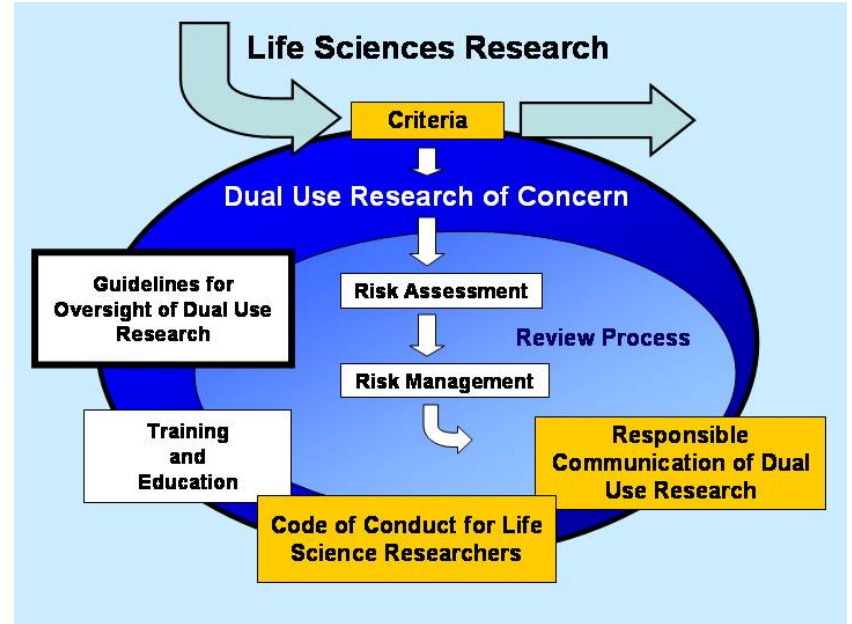 Life Sciences Research
Criteria
Dual Use Research of Concern
Guidelines for
Oversight of Dual Use
Research
Risk Assessment
Review Process
Risk Management
Training
and
Education
Responsible
Communication of Dual
Use Research
Code of Conduct for Life
Science Researchers